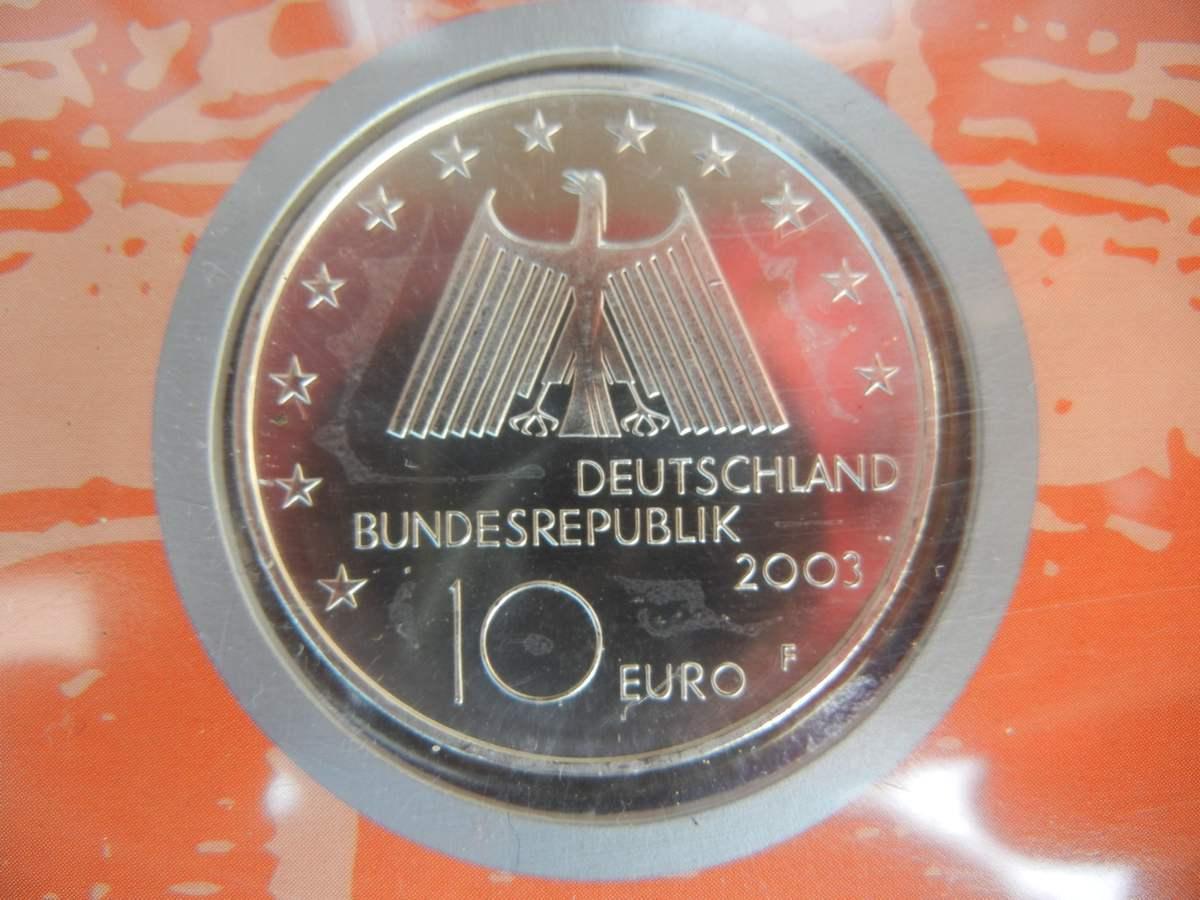 DEUTSCHLAND
BUNDESREPUBLIK
2003
10 EURO F